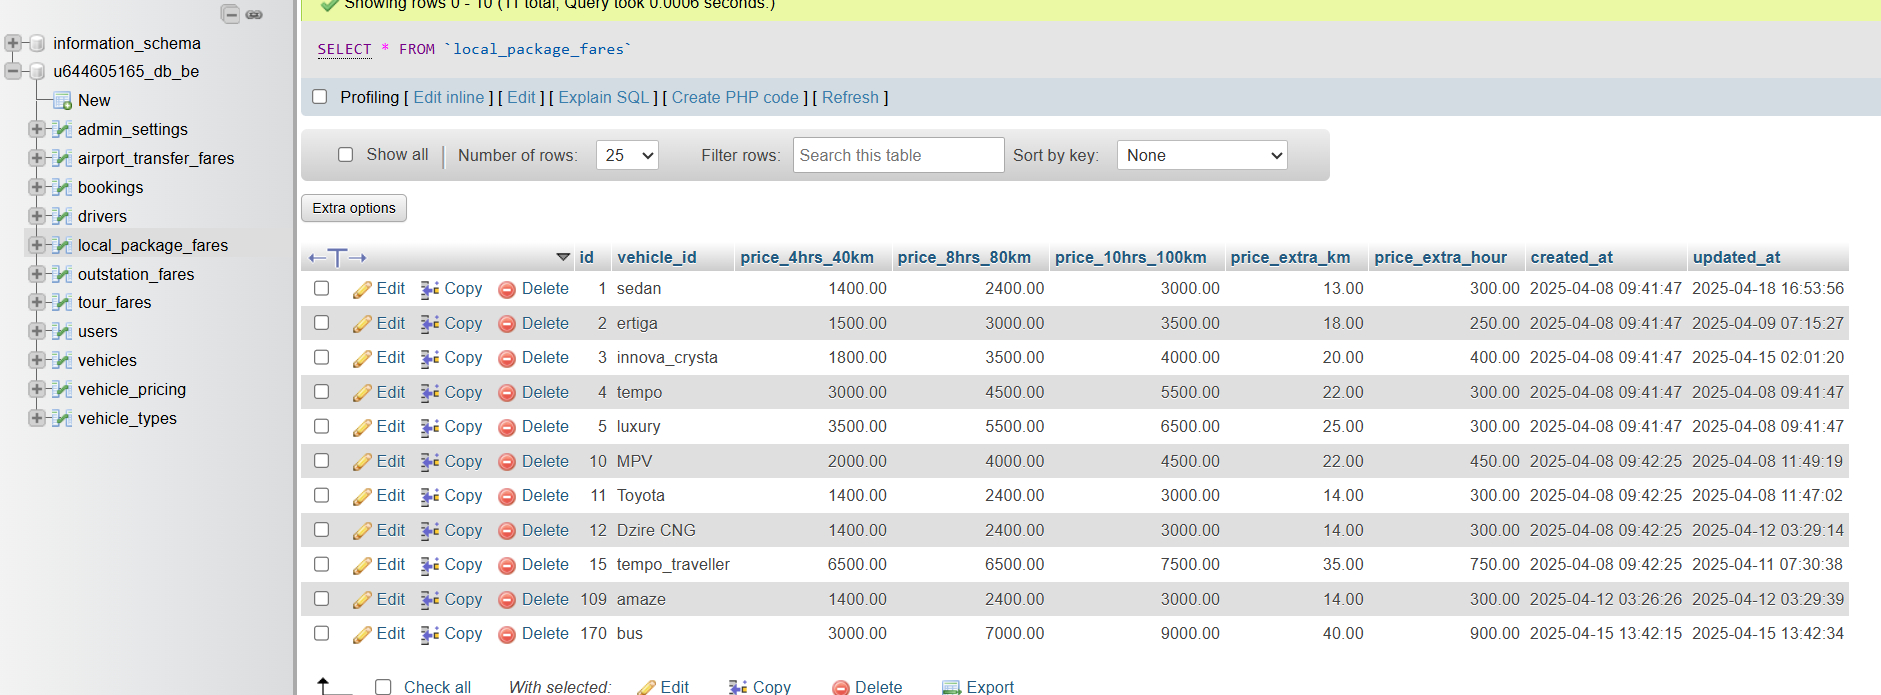 information_schema
u644605165_db_be
New
admin_settings
airport_transfer_fares
bookings
drivers
local_package_fares
outstation_fares
tour_fares
users
vehicles
vehicle_pricing
vehicle_types
Showing rows 0 - 10 (11 total, Query took 0.0006 seconds.)
SELECT * FROM `local_package_fares`
Profiling [ Edit inline ] [ Edit ] [ Explain SQL ] [ Create PHP code ] [ Refresh ]
Show all Number of rows: 25 Filter rows: Search this table Sort by key: None
Extra options
id vehicle_id price_4hrs_40km price_8hrs_80km price_10hrs_100km price_extra_km price_extra_hour created_at updated_at
Edit Copy Delete 1 sedan 1400.00 2400.00 3000.00 13.00 300.00 2025-04-08 09:41:47 2025-04-18 16:53:56
Edit Copy Delete 2 ertiga 1500.00 3000.00 3500.00 18.00 250.00 2025-04-08 09:41:47 2025-04-09 07:15:27
Edit Copy Delete 3 innova_crysta 1800.00 3500.00 4000.00 20.00 400.00 2025-04-08 09:41:47 2025-04-15 02:01:20
Edit Copy Delete 4 tempo 3000.00 4500.00 5500.00 22.00 300.00 2025-04-08 09:41:47 2025-04-08 09:41:47
Edit Copy Delete 5 luxury 3500.00 5500.00 6500.00 25.00 300.00 2025-04-08 09:41:47 2025-04-08 09:41:47
Edit Copy Delete 10 MPV 2000.00 4000.00 4500.00 22.00 450.00 2025-04-08 09:42:25 2025-04-08 11:49:19
Edit Copy Delete 11 Toyota 1400.00 2400.00 3000.00 14.00 300.00 2025-04-08 09:42:25 2025-04-08 11:47:02
Edit Copy Delete 12 Dzire CNG 1400.00 2400.00 3000.00 14.00 300.00 2025-04-08 09:42:25 2025-04-12 03:29:14
Edit Copy Delete 15 tempo_traveller 6500.00 6500.00 7500.00 35.00 750.00 2025-04-08 09:42:25 2025-04-11 07:30:38
Edit Copy Delete 109 amaze 1400.00 2400.00 3000.00 14.00 300.00 2025-04-12 03:26:26 2025-04-12 03:29:39
Edit Copy Delete 170 bus 3000.00 7000.00 9000.00 40.00 900.00 2025-04-15 13:42:15 2025-04-15 13:42:34
Check all With selected: Edit Copy Delete Export